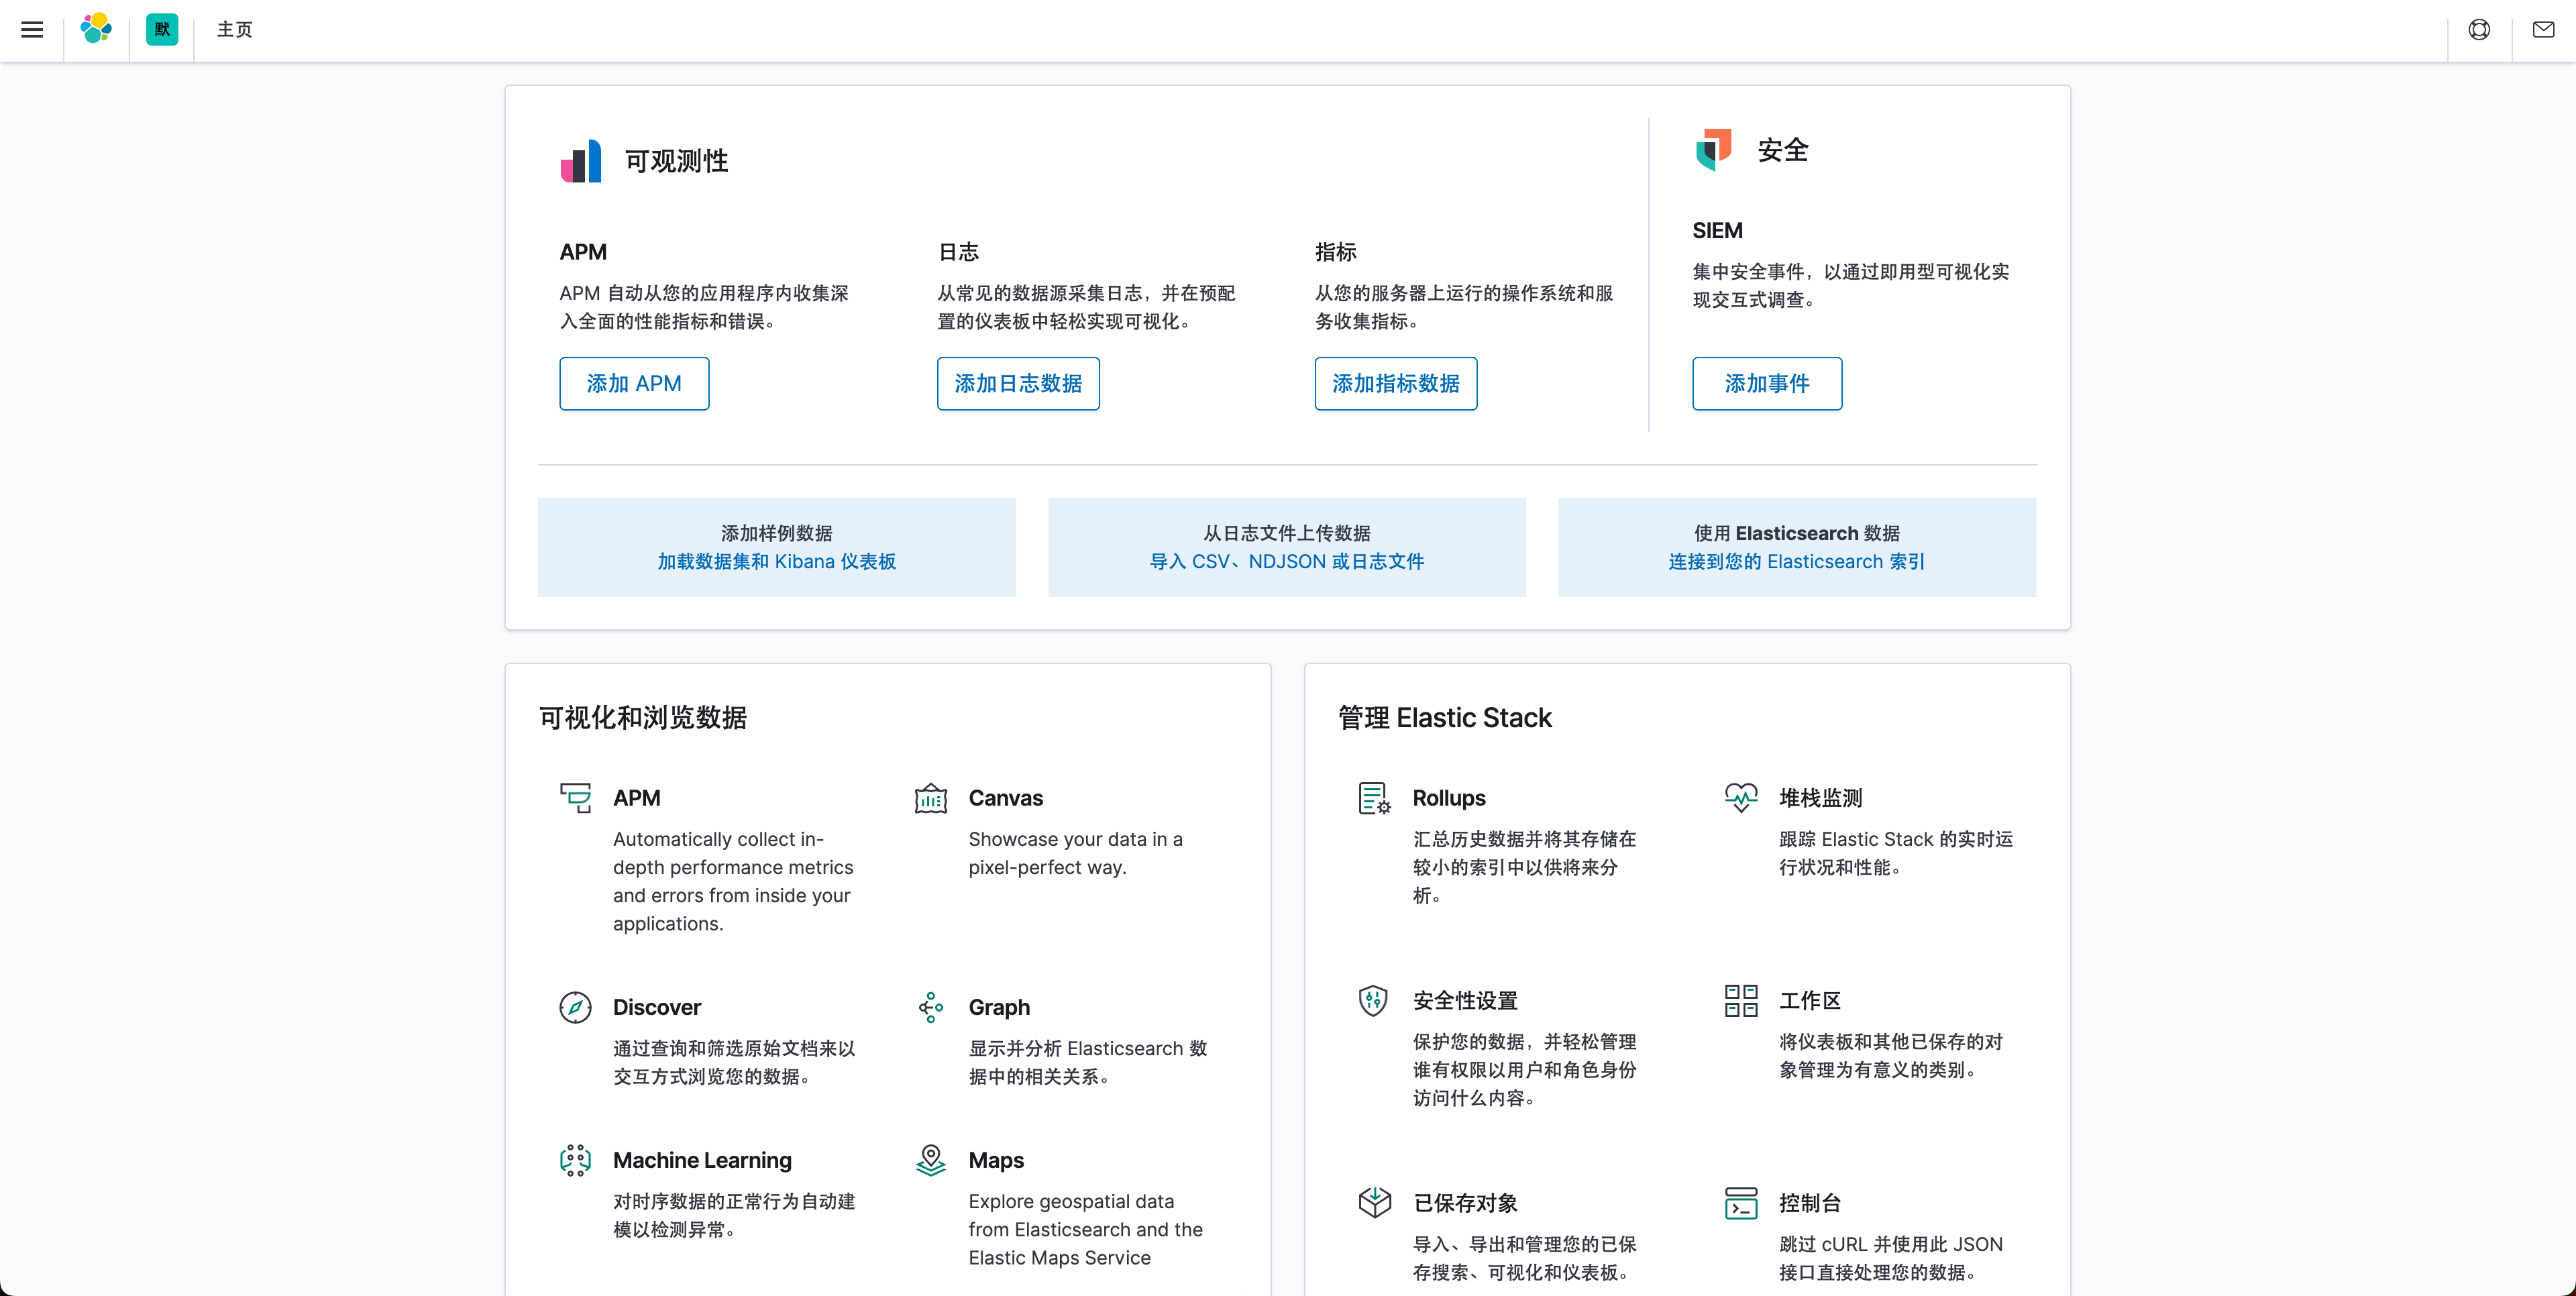 默
主页
可观测性
APM
APM 自动从您的应用程序内收集深
入全面的性能指标和错误。
添加 APM
日志
从常见的数据源采集日志，并在预配
置的仪表板中轻松实现可视化。
添加日志数据
指标
从您的服务器上运行的操作系统和服
务收集指标。
添加指标数据
安全
SIEM
集中安全事件，以通过即用型可视化实
现交互式调查。
添加事件
添加样例数据
加载数据集和 Kibana 仪表板
从日志文件上传数据
导入 CSV、NDJSON 或日志文件
使用 Elasticsearch 数据
连接到您的 Elasticsearch 索引
可视化和浏览数据
APM
Automatically collect in-
depth performance metrics
and errors from inside your
applications.
Canvas
Showcase your data in a
pixel-perfect way.
Discover
通过查询和筛选原始文档来以
交互方式浏览您的数据。
Graph
显示并分析 Elasticsearch 数
据中的相关关系。
Machine Learning
对时序数据的正常行为自动建
模以检测异常。
Maps
Explore geospatial data
from Elasticsearch and the
Elastic Maps Service
管理 Elastic Stack
Rollups
汇总历史数据并将其存储在
较小的索引中以供将来分
析。
堆栈监测
跟踪 Elastic Stack 的实时运
行状况和性能。
安全性设置
保护您的数据，并轻松管理
谁有权限以用户和角色身份
访问什么内容。
工作区
将仪表板和其他已保存的对
象管理为有意义的类别。
已保存对象
导入、导出和管理您的已保
存搜索、可视化和仪表板。
控制台
跳过 cURL 并使用此 JSON
接口直接处理您的数据。